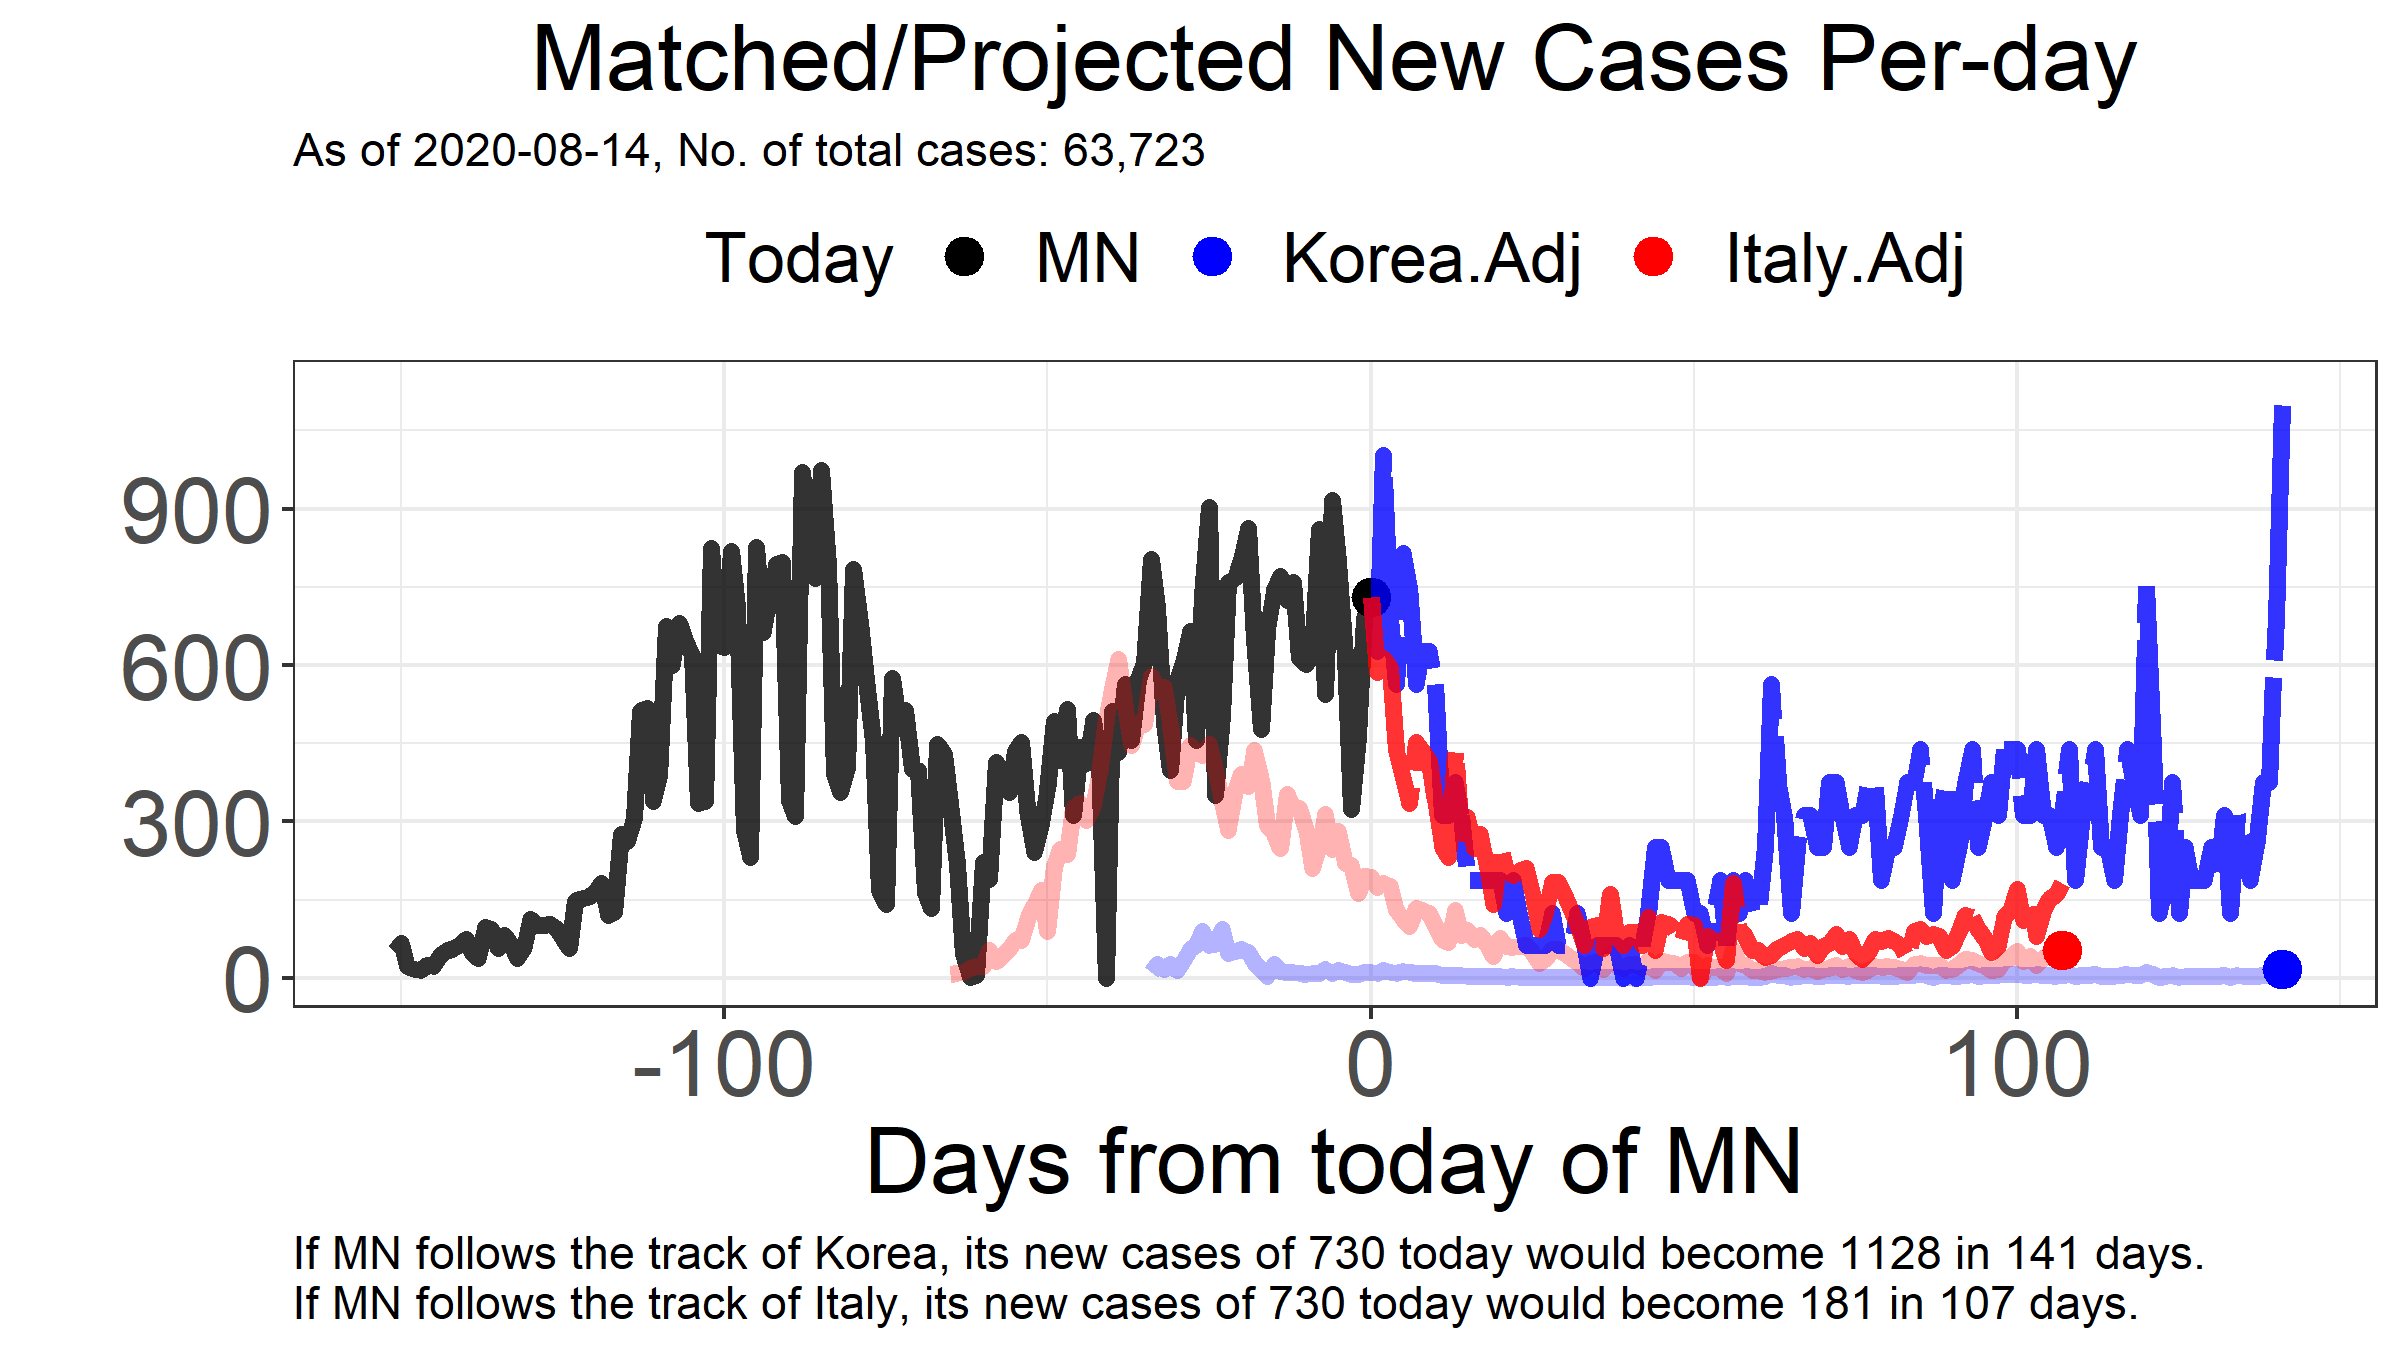 Matched/Projected New Cases Per-day
As of 2020-08-14, No. of total cases: 63,723
Today MN Korea.Adj Italy.Adj
900
600
300
0
-100 0 100
Days from today of MN
If MN follows the track of Korea, its new cases of 730 today would become 1128 in 141 days.
If MN follows the track of Italy, its new cases of 730 today would become 181 in 107 days.